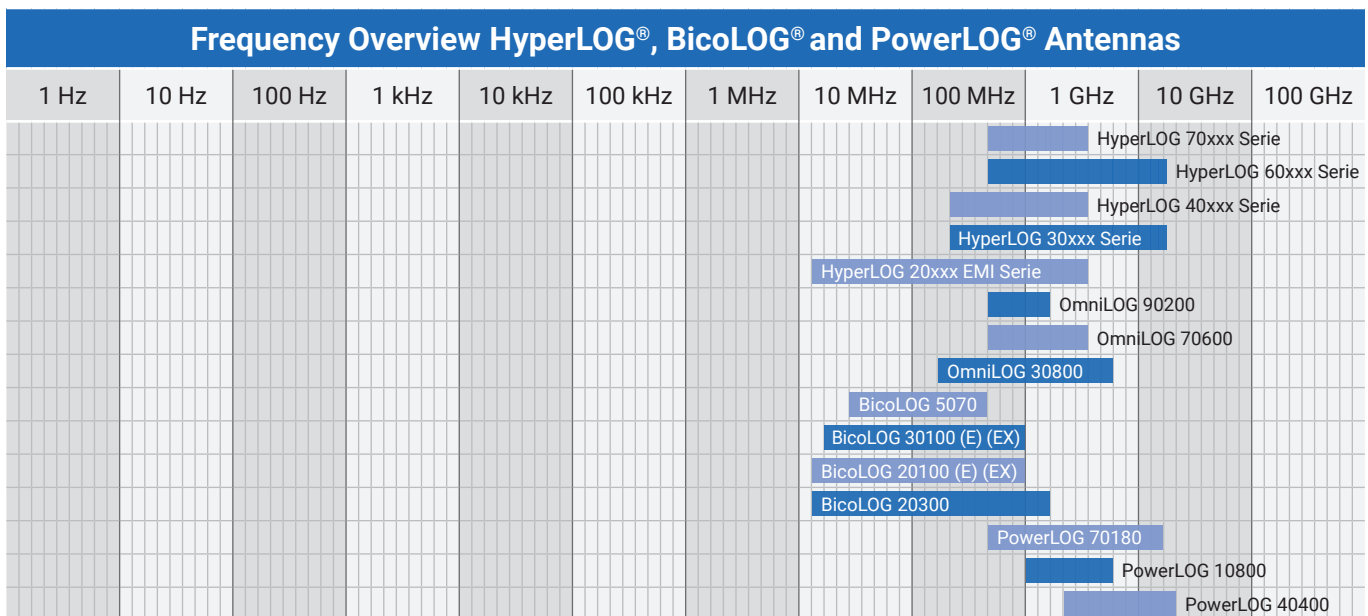 Frequency Overview HyperLOG®, BicoLOG® and PowerLOG® Antennas
1 Hz 10 Hz 100 Hz 1 kHz 10 kHz 100 kHz 1 MHz 10 MHz 100 MHz 1 GHz 10 GHz 100 GHz
HyperLOG 70xxx Serie
HyperLOG 60xxx Serie
HyperLOG 40xxx Serie
HyperLOG 30xxx Serie
HyperLOG 20xxx EMI Serie
OmniLOG 90200
OmniLOG 70600
OmniLOG 30800
BicoLOG 5070
BicoLOG 30100 (E) (EX)
BicoLOG 20100 (E) (EX)
BicoLOG 20300
PowerLOG 70180
PowerLOG 10800
PowerLOG 40400